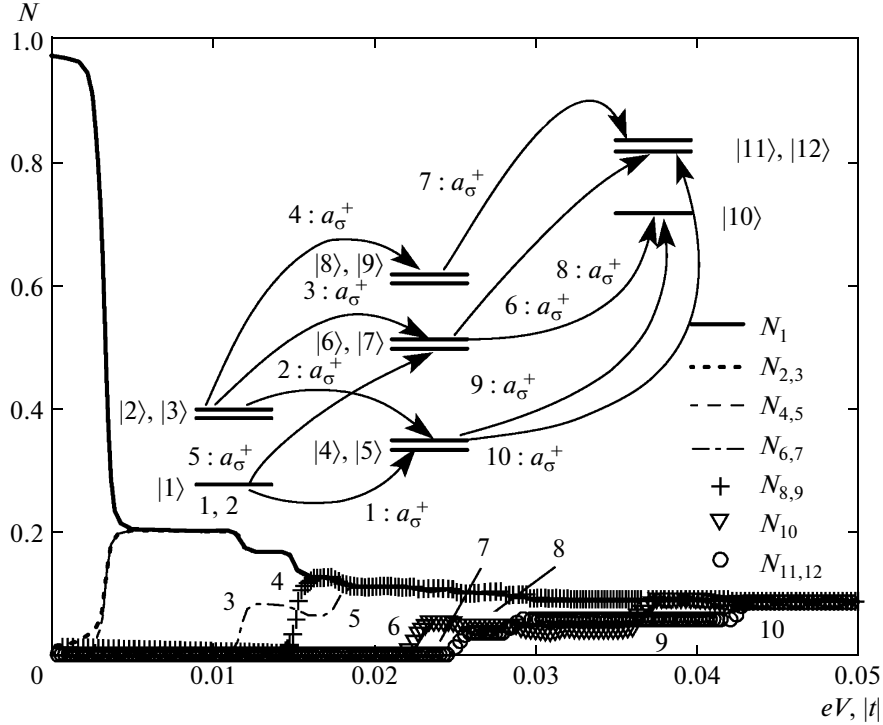 N
1.0
0.8
|11⟩, |12⟩
7 : a_σ^+
4 : a_σ^+
|10⟩
|8⟩, |9⟩
8 : a_σ^+
3 : a_σ^+
0.6
6 : a_σ^+
|6⟩, |7⟩
N_1
2 : a_σ^+
N_{2,3}
9 : a_σ^+
0.4
|2⟩, |3⟩
N_{4,5}
5 : a_σ^+
|4⟩, |5⟩
10 : a_σ^+
N_{6,7}
|1⟩
N_{8,9}
1, 2
1 : a_σ^+
N_{10}
0.2
7
8
N_{11,12}
4
3
5
6
9
10
0
0.01
0.02
0.03
0.04
0.05
eV, |t|